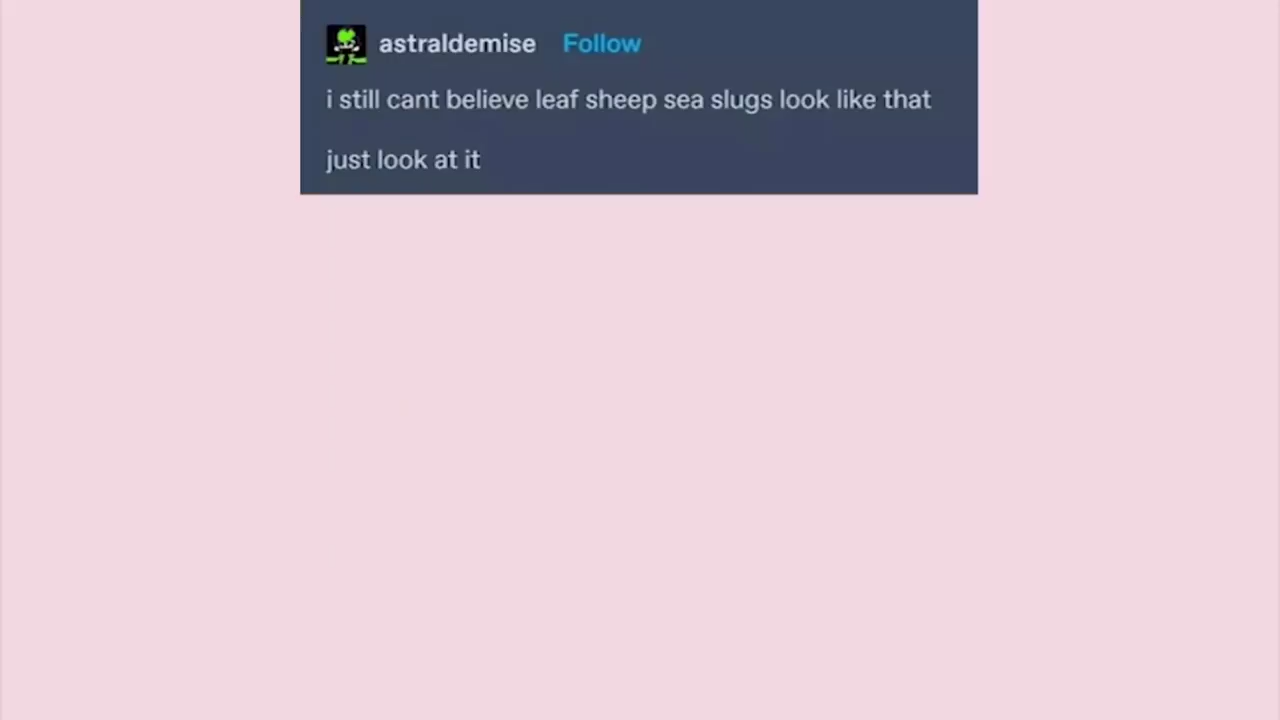 astraldemise Follow
i still cant believe leaf sheep sea slugs look like that
just look at it